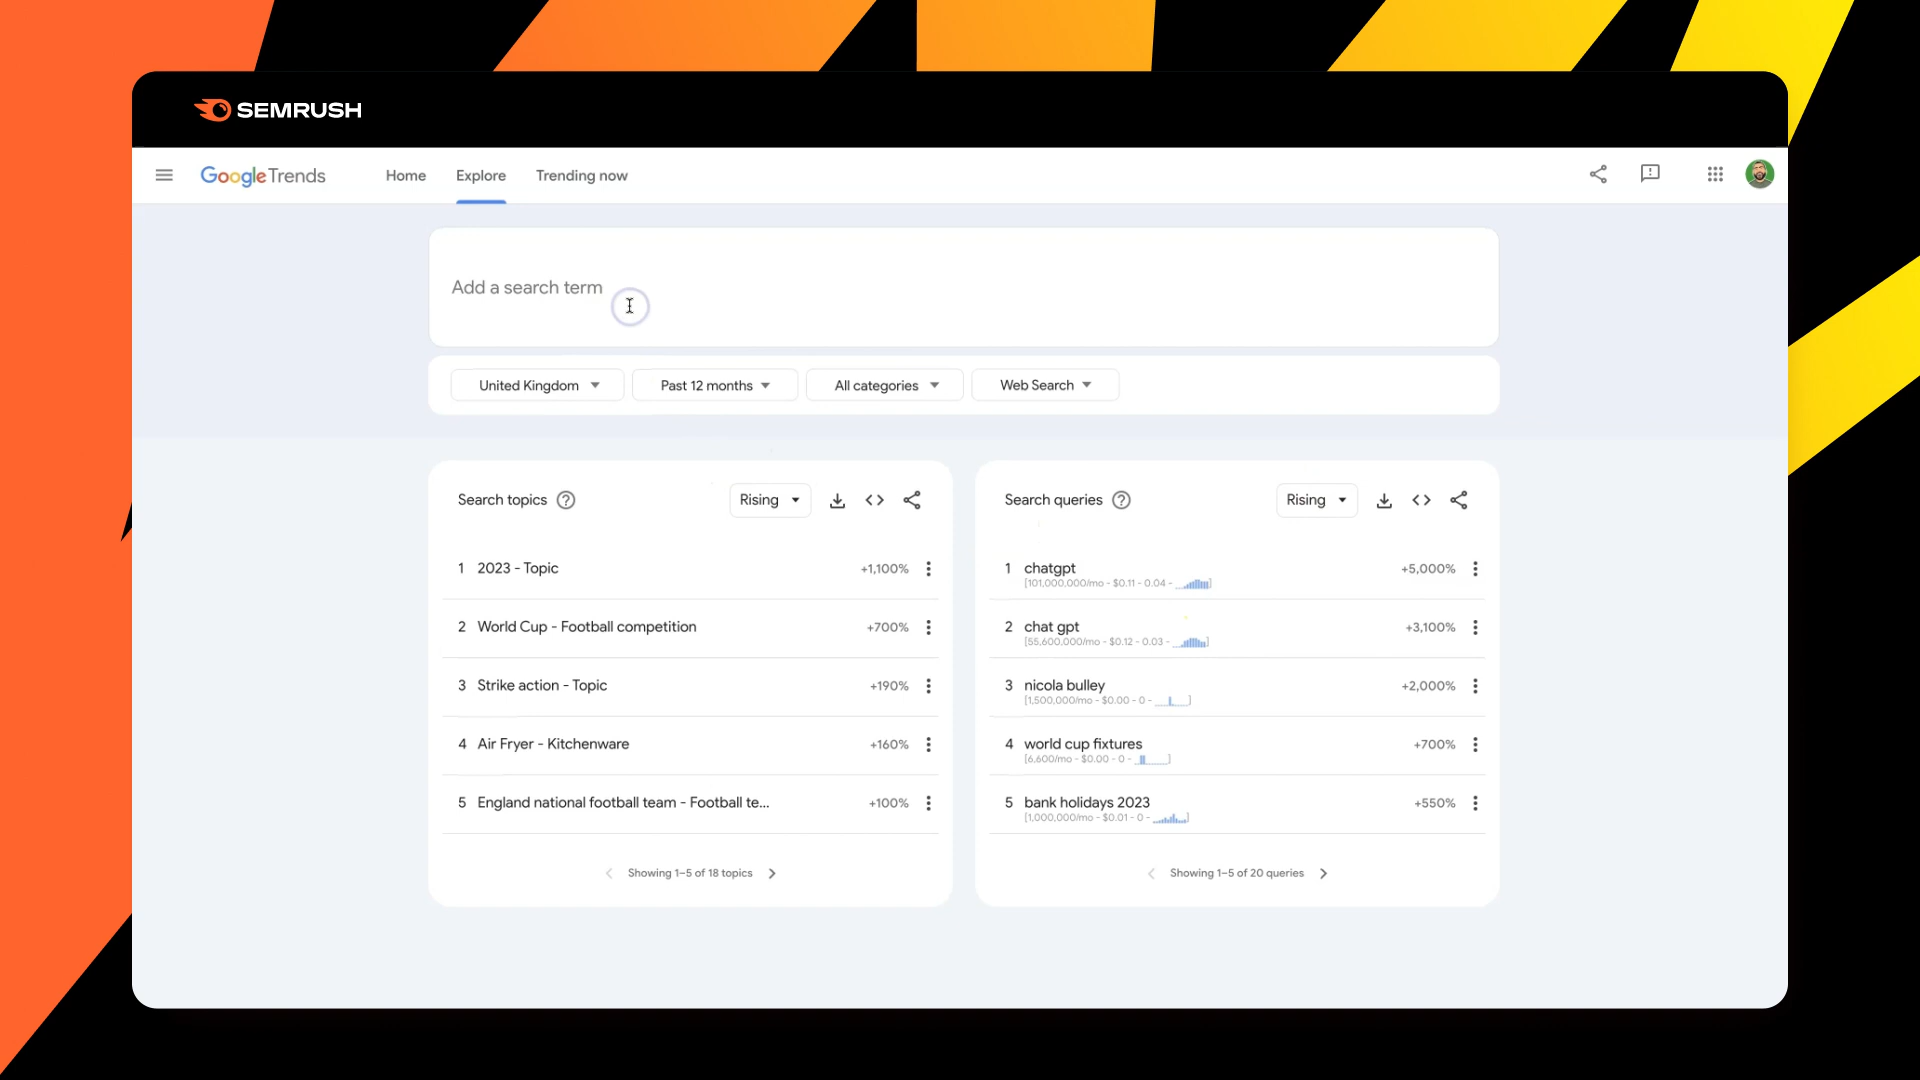 SEMRUSH
Google Trends
Home
Explore
Trending now
Add a search term
United Kingdom
Past 12 months
All categories
Web Search
Search topics
Rising
1 2023 - Topic +1,100%
2 World Cup - Football competition +700%
3 Strike action - Topic +190%
4 Air Fryer - Kitchenware +160%
5 England national football team - Football te... +100%
Showing 1–5 of 18 topics
Search queries
Rising
1 chatgpt +5,000%
[101,000,000/mo - $0.11 - 0.04 - ]
2 chat gpt +3,100%
[55,600,000/mo - $0.12 - 0.03 - ]
3 nicola bulley +2,000%
[1,500,000/mo - $0.00 - 0 - ]
4 world cup fixtures +700%
[6,600/mo - $0.00 - 0 - ]
5 bank holidays 2023 +550%
[1,000,000/mo - $0.01 - 0 - ]
Showing 1–5 of 20 queries